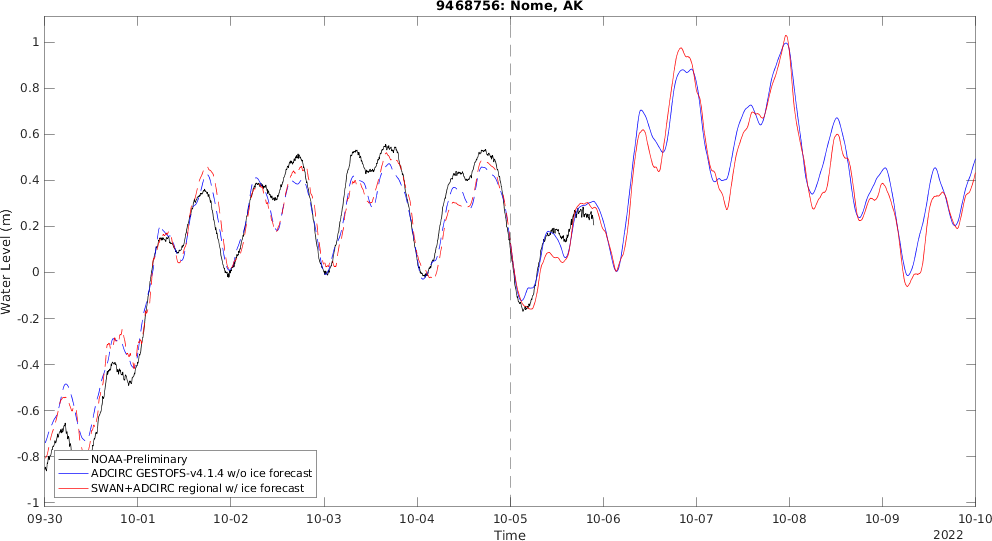 9468756: Nome, AK
Water Level (m)
1
0.8
0.6
0.4
0.2
0
-0.2
-0.4
-0.6
-0.8
-1
NOAA-Preliminary
ADCIRC GESTOFS-v4.1.4 w/o ice forecast
SWAN+ADCIRC regional w/ ice forecast
09-30 10-01 10-02 10-03 10-04 10-05 10-06 10-07 10-08 10-09 10-10
Time
2022